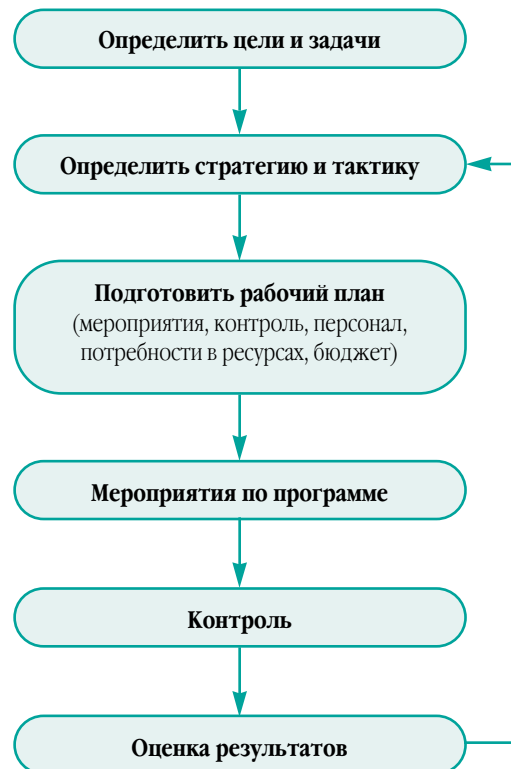 Определить цели и задачи
Определить стратегию и тактику
Подготовить рабочий план
(мероприятия, контроль, персонал,
потребности в ресурсах, бюджет)
Мероприятия по программе
Контроль
Оценка результатов